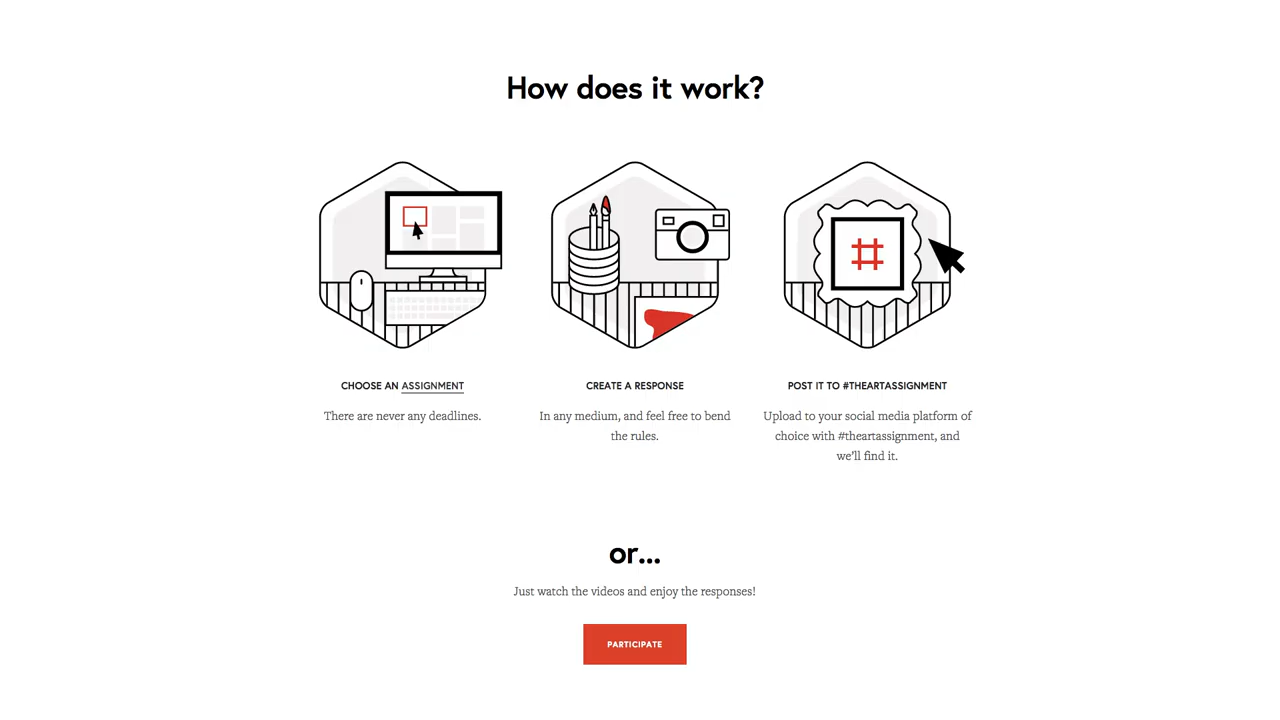 How does it work?
CHOOSE AN ASSIGNMENT
There are never any deadlines.
CREATE A RESPONSE
In any medium, and feel free to bend
the rules.
POST IT TO #THEARTASSIGNMENT
Upload to your social media platform of
choice with #theartassignment, and
we'll find it.
or...
Just watch the videos and enjoy the responses!
PARTICIPATE